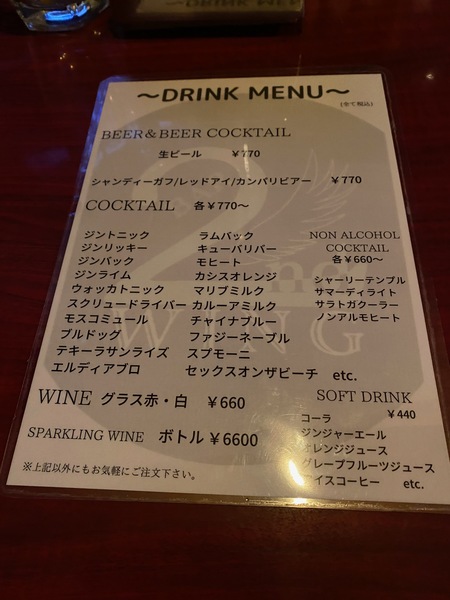 〜DRINK MENU〜
(全て税込)
BEER&BEER COCKTAIL
生ビール ¥770
シャンディーガフ/レッドアイ/カンパリビアー ¥770
COCKTAIL 各¥770〜
ジントニック
ジンリッキー
ジンバック
ジンライム
ウォッカトニック
スクリュードライバー
モスコミュール
ブルドッグ
テキーラサンライズ
エルディアブロ
ラムバック
キューバリバー
モヒート
カシスオレンジ
マリブミルク
カルーアミルク
チャイナブルー
ファジーネーブル
スプモーニ
セックスオンザビーチ etc.
NON ALCOHOL
COCKTAIL
各¥660〜
シャーリーテンプル
サマーディライト
サラトガクーラー
ノンアルモヒート
WINE グラス赤・白 ¥660
SPARKLING WINE ボトル¥6600
※上記以外にもお気軽にご注文下さい。
SOFT DRINK
¥440
コーラ
ジンジャーエール
オレンジジュース
グレープフルーツジュース
アイスコーヒー etc.
2nd
WING